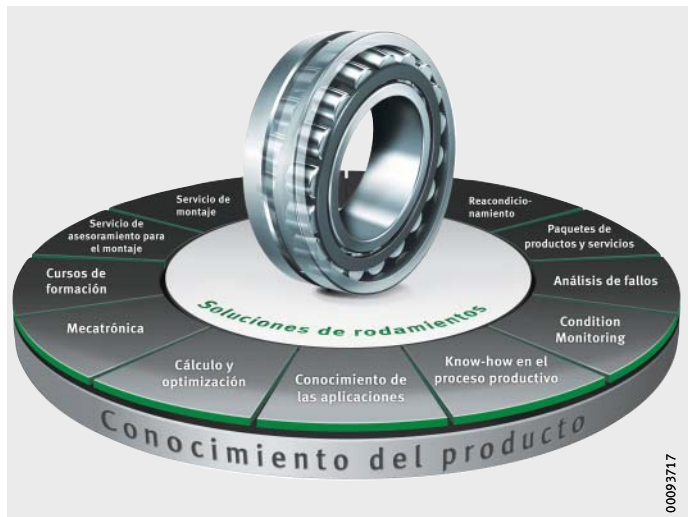 Servicio de
montaje
Reacondicio-
namiento
Servicio de
asesoramiento para
el montaje
Paquetes de
productos y servicios
Cursos de
formación
Análisis de fallos
Mecatrónica
Condition
Monitoring
Cálculo y
optimización
Conocimiento de
las aplicaciones
Know-how en el
proceso productivo
Soluciones de rodamientos
Conocimiento del producto
00093717